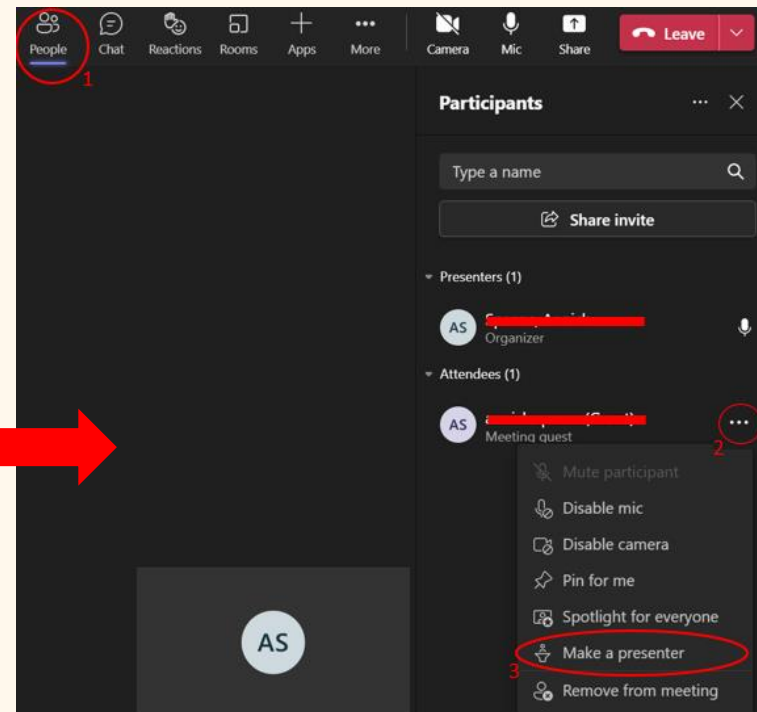 People Chat Reactions Rooms Apps More Camera Mic Share Leave
1
Participants
Type a name
Share invite
Presenters (1)
AS
Organizer
Attendees (1)
AS
Meeting guest
2
Mute participant
Disable mic
Disable camera
Pin for me
Spotlight for everyone
AS
3 Make a presenter
Remove from meeting